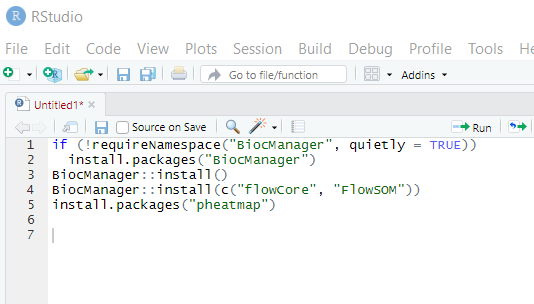 R RStudio
File Edit Code View Plots Session Build Debug Profile Tools He
Go to file/function Addins
Untitled1*
Source on Save Run
1 if (!requireNamespace("BiocManager", quietly = TRUE))
2 install.packages("BiocManager")
3 BiocManager::install()
4 BiocManager::install(c("flowCore", "FlowSOM"))
5 install.packages("pheatmap")
6
7